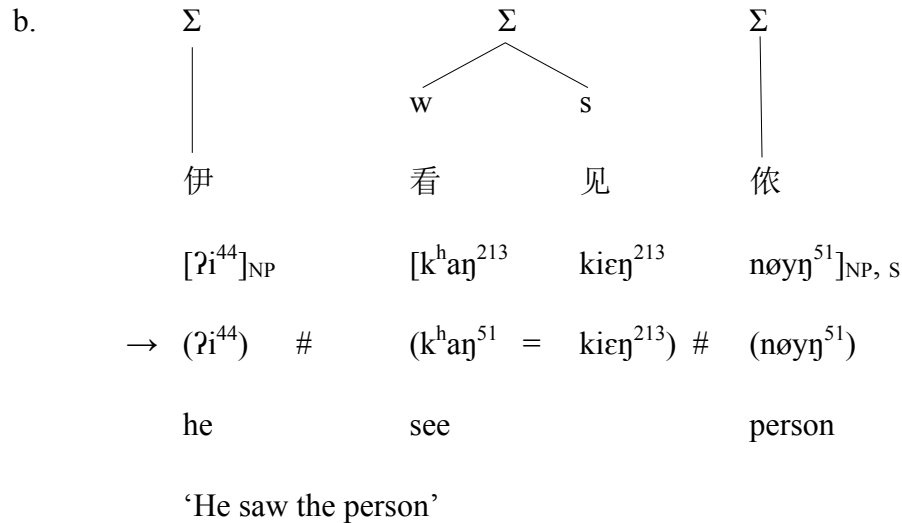 b. Σ Σ Σ
w s
伊 看 见 侬
[ʔi⁴⁴]NP [kʰaŋ²¹³ kiɛŋ²¹³ nøyŋ⁵¹]NP, S
→ (ʔi⁴⁴) # (kʰaŋ⁵¹ = kiɛŋ²¹³) # (nøyŋ⁵¹)
he see person
‘He saw the person’